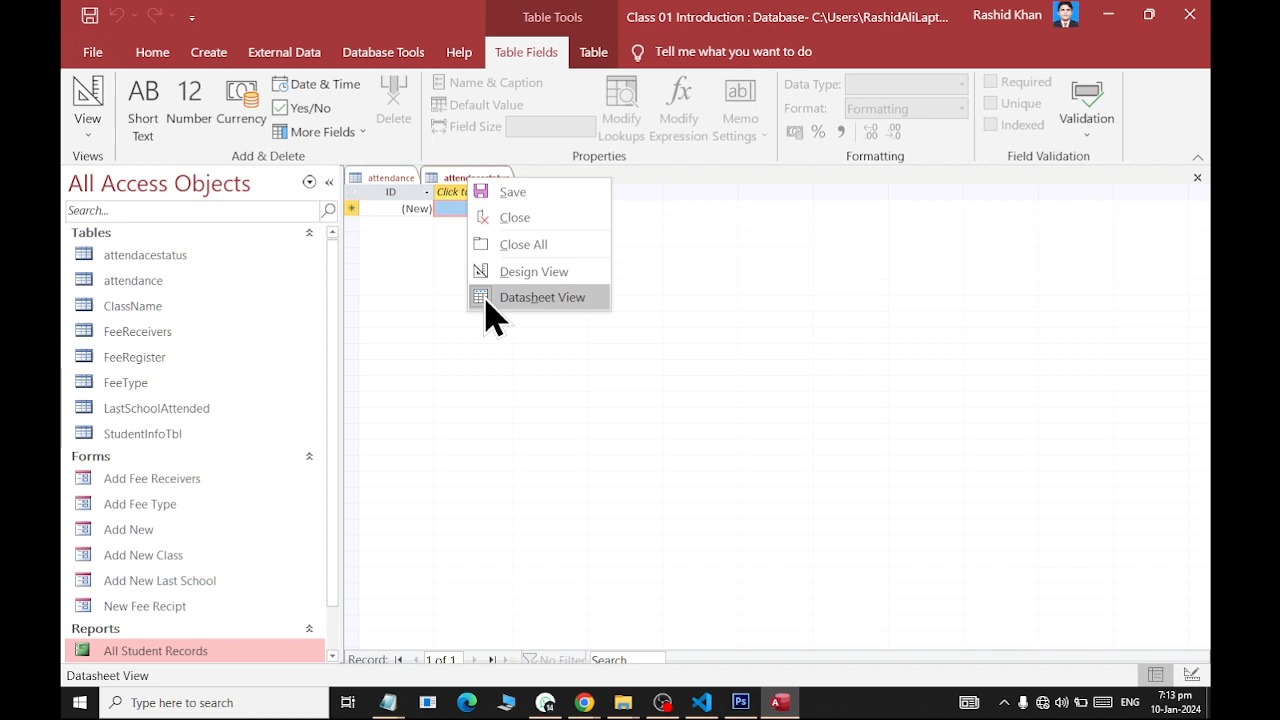 Table Tools
Class 01 Introduction : Database- C:\Users\RashidAliLapt...
Rashid Khan
File
Home
Create
External Data
Database Tools
Help
Table Fields
Table
Tell me what you want to do
View
Views
AB
Short Text
12
Number
Currency
Date & Time
Yes/No
More Fields
Delete
Add & Delete
Name & Caption
Default Value
Field Size
Modify Lookups
fx
Modify Expression
ab
Memo Settings
Properties
Data Type:
Format:
Formatting
%
Formatting
Required
Unique
Indexed
Validation
Field Validation
All Access Objects
Search...
Tables
attendacestatus
attendance
ClassName
FeeReceivers
FeeRegister
FeeType
LastSchoolAttended
StudentInfoTbl
Forms
Add Fee Receivers
Add Fee Type
Add New
Add New Class
Add New Last School
New Fee Recipt
Reports
All Student Records
attendance
attendacestatus
ID
Click to
(New)
Save
Close
Close All
Design View
Datasheet View
Record:
1 of 1
No Filter
Search
Datasheet View
Type here to search
ENG
7:13 pm
10-Jan-2024